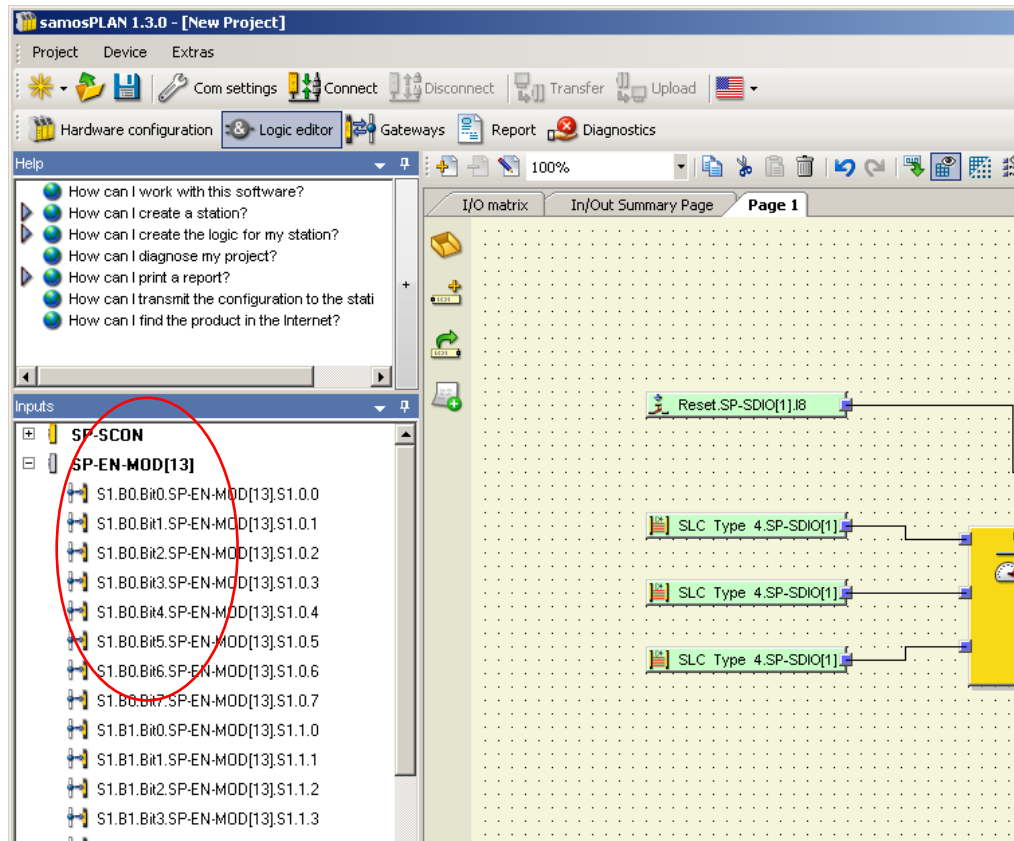 samosPLAN 1.3.0 - [New Project]
Project Device Extras
Com settings Connect Disconnect Transfer Upload
Hardware configuration Logic editor Gateways Report Diagnostics
Help
100%
How can I work with this software?
How can I create a station?
How can I create the logic for my station?
How can I diagnose my project?
How can I print a report?
How can I transmit the configuration to the stati
How can I find the product in the Internet?
I/O matrix In/Out Summary Page Page 1
Reset.SP-SDIO[1].I8
SLC Type 4.SP-SDIO[1].
SLC Type 4.SP-SDIO[1].
SLC Type 4.SP-SDIO[1].
Inputs
SP-SCON
SP-EN-MOD[13]
S1.B0.Bit0.SP-EN-MOD[13].S1.0.0
S1.B0.Bit1.SP-EN-MOD[13].S1.0.1
S1.B0.Bit2.SP-EN-MOD[13].S1.0.2
S1.B0.Bit3.SP-EN-MOD[13].S1.0.3
S1.B0.Bit4.SP-EN-MOD[13].S1.0.4
S1.B0.Bit5.SP-EN-MOD[13].S1.0.5
S1.B0.Bit6.SP-EN-MOD[13].S1.0.6
S1.B0.Bit7.SP-EN-MOD[13].S1.0.7
S1.B1.Bit0.SP-EN-MOD[13].S1.1.0
S1.B1.Bit1.SP-EN-MOD[13].S1.1.1
S1.B1.Bit2.SP-EN-MOD[13].S1.1.2
S1.B1.Bit3.SP-EN-MOD[13].S1.1.3